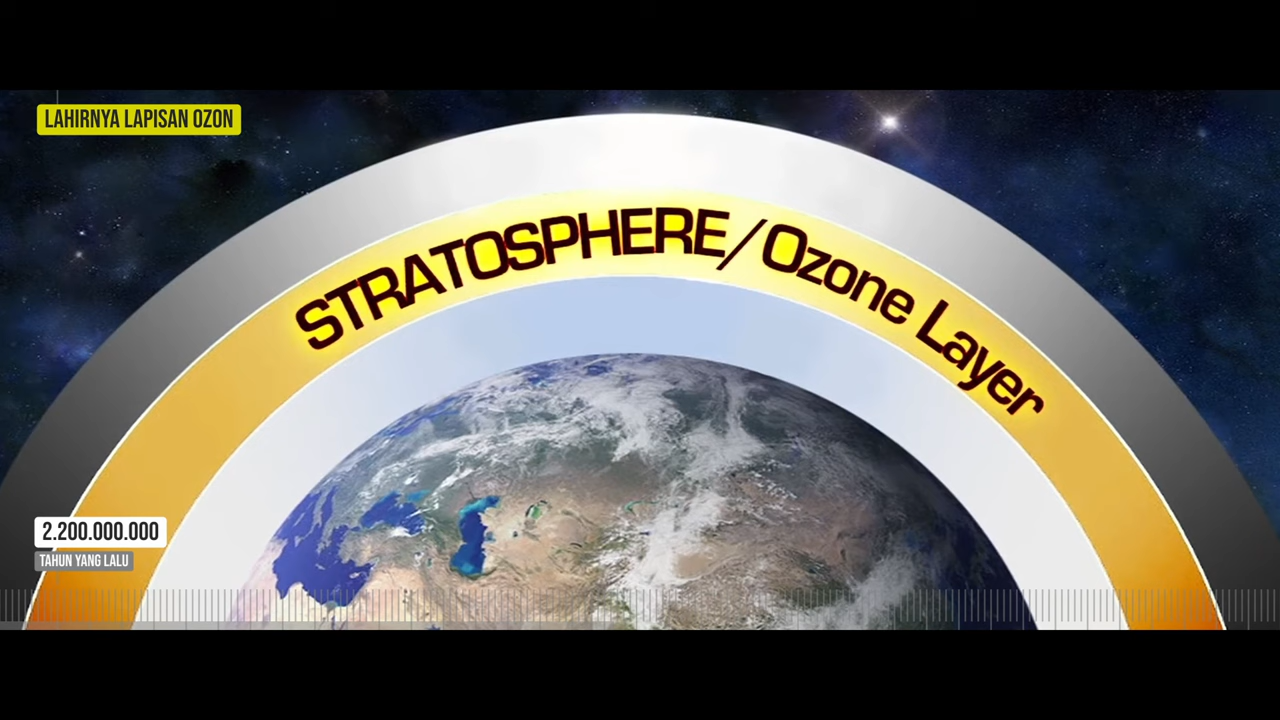 LAHIRNYA LAPISAN OZON
STRATOSPHERE/Ozone Layer
2.200.000.000
TAHUN YANG LALU